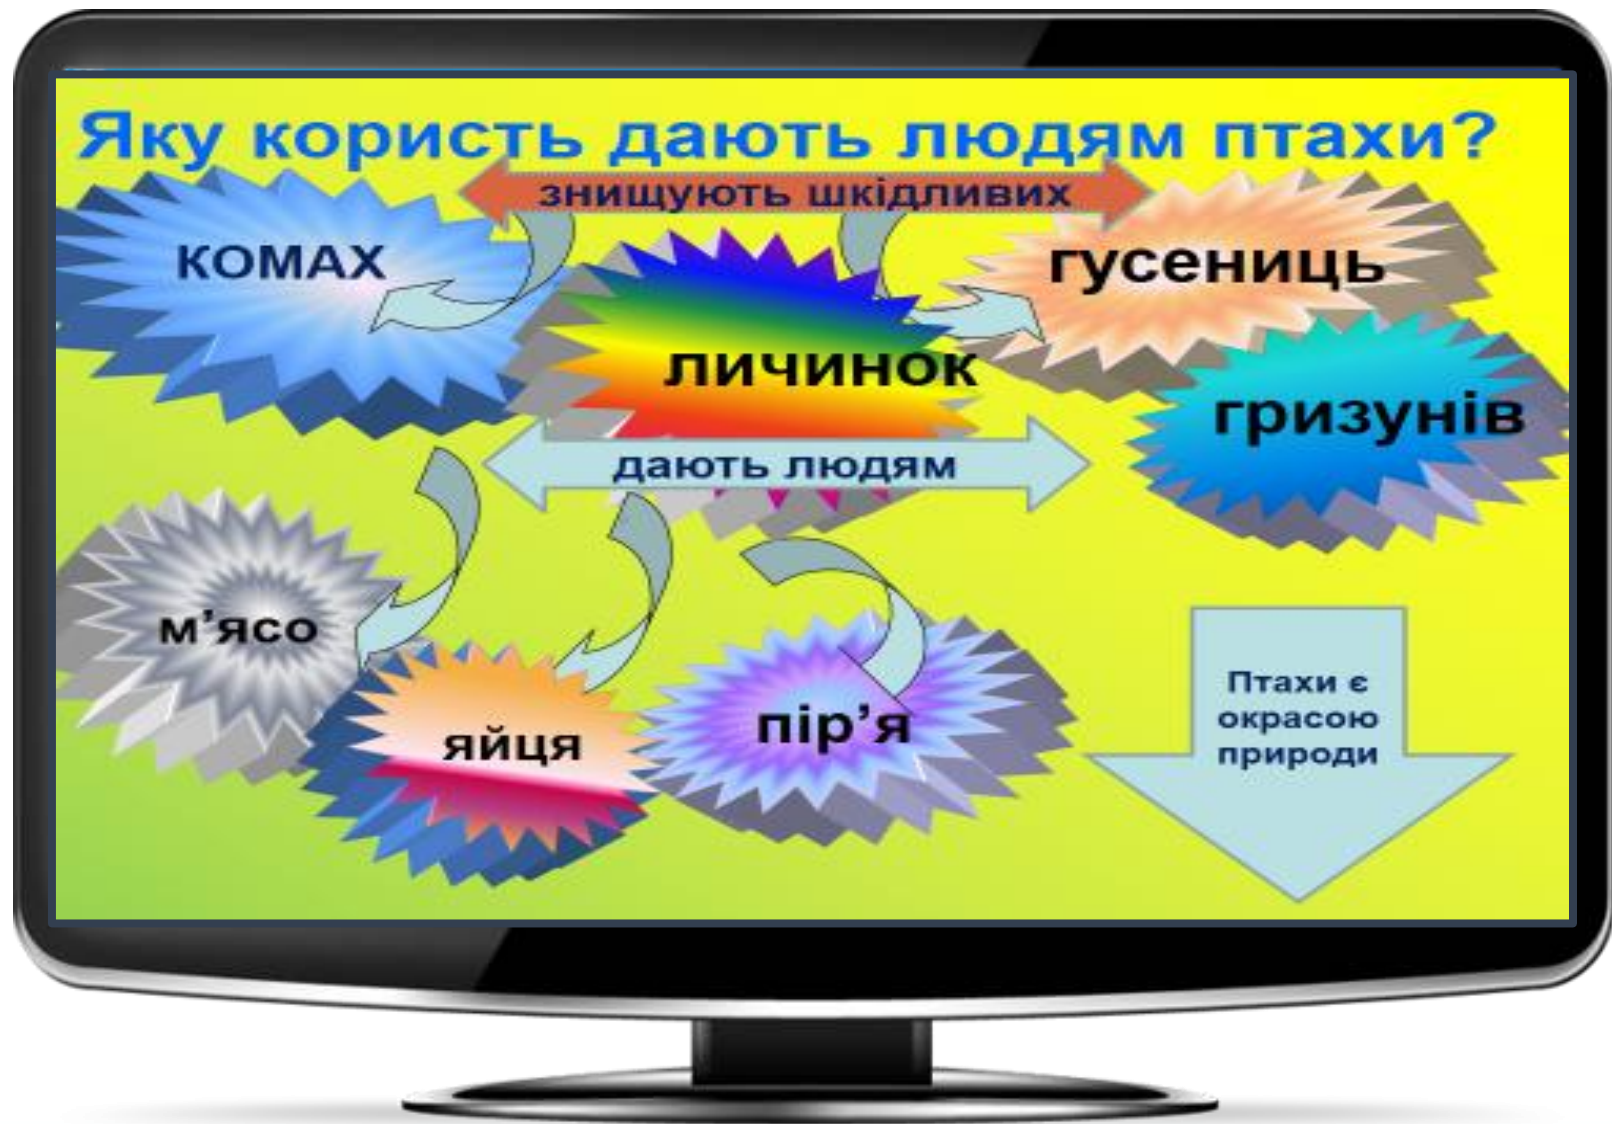 Яку користь дають людям птахи?
знищують шкідливих
комах
гусениць
личинок
гризунів
дають людям
м’ясо
яйця
пір’я
Птахи є
окрасою
природи